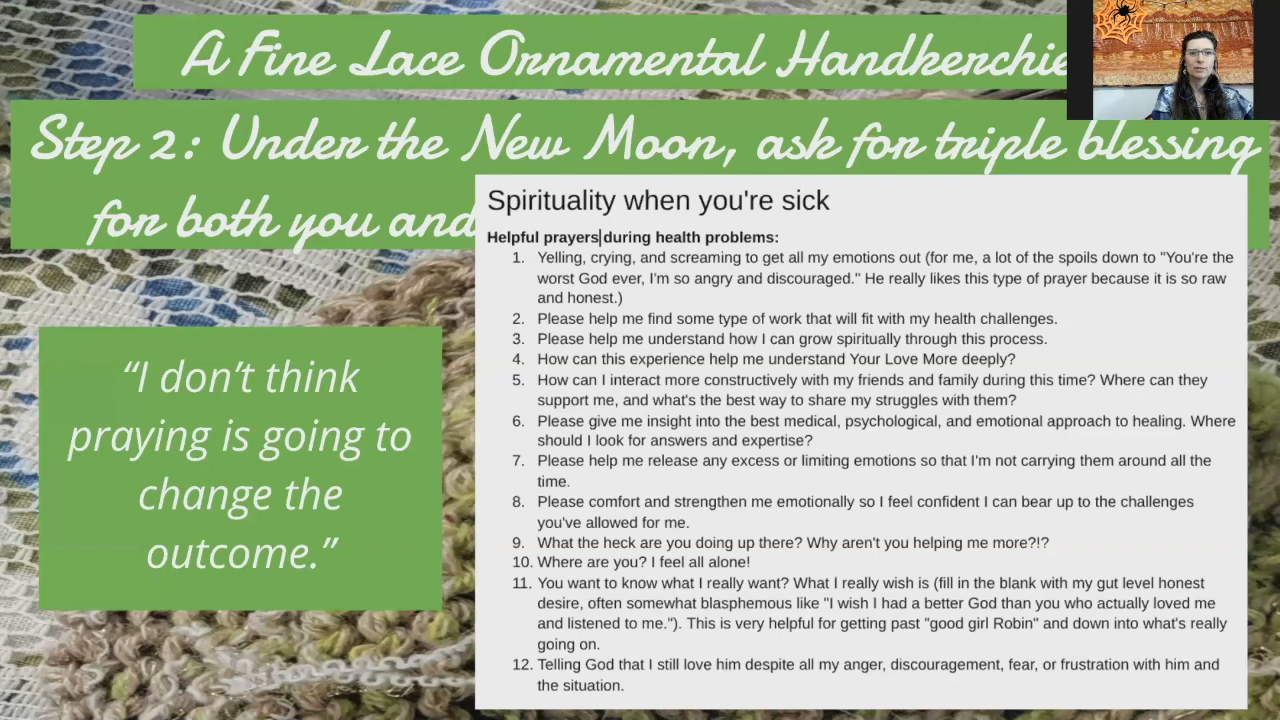 A Fine Lace Ornamental Handkerchie
Step 2: Under the New Moon, ask for triple blessing
for both you and
Spirituality when you're sick
Helpful prayers during health problems:
1. Yelling, crying, and screaming to get all my emotions out (for me, a lot of the spoils down to "You're the
worst God ever, I'm so angry and discouraged." He really likes this type of prayer because it is so raw
and honest.)
2. Please help me find some type of work that will fit with my health challenges.
3. Please help me understand how I can grow spiritually through this process.
4. How can this experience help me understand Your Love More deeply?
5. How can I interact more constructively with my friends and family during this time? Where can they
support me, and what's the best way to share my struggles with them?
6. Please give me insight into the best medical, psychological, and emotional approach to healing. Where
should I look for answers and expertise?
7. Please help me release any excess or limiting emotions so that I'm not carrying them around all the
time.
8. Please comfort and strengthen me emotionally so I feel confident I can bear up to the challenges
you've allowed for me.
9. What the heck are you doing up there? Why aren't you helping me more?!?
10. Where are you? I feel all alone!
11. You want to know what I really want? What I really wish is (fill in the blank with my gut level honest
desire, often somewhat blasphemous like "I wish I had a better God than you who actually loved me
and listened to me."). This is very helpful for getting past "good girl Robin" and down into what's really
going on.
12. Telling God that I still love him despite all my anger, discouragement, fear, or frustration with him and
the situation.
“I don’t think
praying is going to
change the
outcome.”